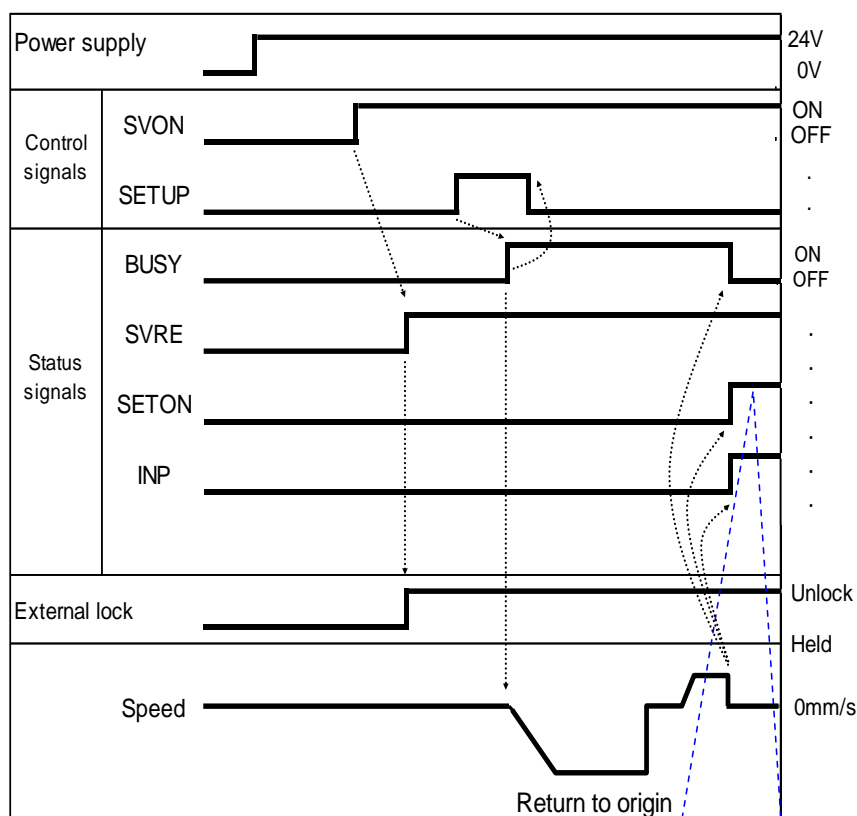 Power supply
24V
0V
Control
signals
SVON
ON
OFF
SETUP
Status
signals
BUSY
ON
OFF
SVRE
SETON
INP
External lock
Unlock
Held
Speed
0mm/s
Return to origin